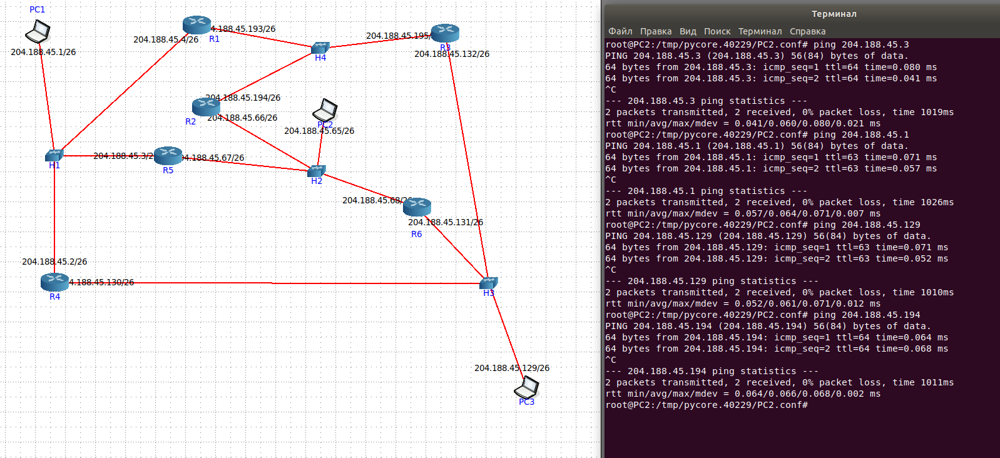 PC1
204.188.45.1/26
4.188.45.193/26
204.188.45.4/26
R1
H4
204.188.45.195/
R3
204.188.45.132/26
204.188.45.194/26
R2
204.188.45.66/26
PC2
204.188.45.65/26
H1
204.188.45.3/2
R5
4.188.45.67/26
H2
204.188.45.68/26
R6
204.188.45.131/26
204.188.45.2/26
R4
4.188.45.130/26
H3
204.188.45.129/26
PC3
Терминал
Файл Правка Вид Поиск Терминал Справка
root@PC2:/tmp/pycore.40229/PC2.conf# ping 204.188.45.3
PING 204.188.45.3 (204.188.45.3) 56(84) bytes of data.
64 bytes from 204.188.45.3: icmp_seq=1 ttl=64 time=0.080 ms
64 bytes from 204.188.45.3: icmp_seq=2 ttl=64 time=0.041 ms
^C
--- 204.188.45.3 ping statistics ---
2 packets transmitted, 2 received, 0% packet loss, time 1019ms
rtt min/avg/max/mdev = 0.041/0.060/0.080/0.021 ms
root@PC2:/tmp/pycore.40229/PC2.conf# ping 204.188.45.1
PING 204.188.45.1 (204.188.45.1) 56(84) bytes of data.
64 bytes from 204.188.45.1: icmp_seq=1 ttl=63 time=0.071 ms
64 bytes from 204.188.45.1: icmp_seq=2 ttl=63 time=0.057 ms
^C
--- 204.188.45.1 ping statistics ---
2 packets transmitted, 2 received, 0% packet loss, time 1026ms
rtt min/avg/max/mdev = 0.057/0.064/0.071/0.007 ms
root@PC2:/tmp/pycore.40229/PC2.conf# ping 204.188.45.129
PING 204.188.45.129 (204.188.45.129) 56(84) bytes of data.
64 bytes from 204.188.45.129: icmp_seq=1 ttl=63 time=0.071 ms
64 bytes from 204.188.45.129: icmp_seq=2 ttl=63 time=0.052 ms
^C
--- 204.188.45.129 ping statistics ---
2 packets transmitted, 2 received, 0% packet loss, time 1010ms
rtt min/avg/max/mdev = 0.052/0.061/0.071/0.012 ms
root@PC2:/tmp/pycore.40229/PC2.conf# ping 204.188.45.194
PING 204.188.45.194 (204.188.45.194) 56(84) bytes of data.
64 bytes from 204.188.45.194: icmp_seq=1 ttl=64 time=0.064 ms
64 bytes from 204.188.45.194: icmp_seq=2 ttl=64 time=0.068 ms
^C
--- 204.188.45.194 ping statistics ---
2 packets transmitted, 2 received, 0% packet loss, time 1011ms
rtt min/avg/max/mdev = 0.064/0.066/0.068/0.002 ms
root@PC2:/tmp/pycore.40229/PC2.conf#